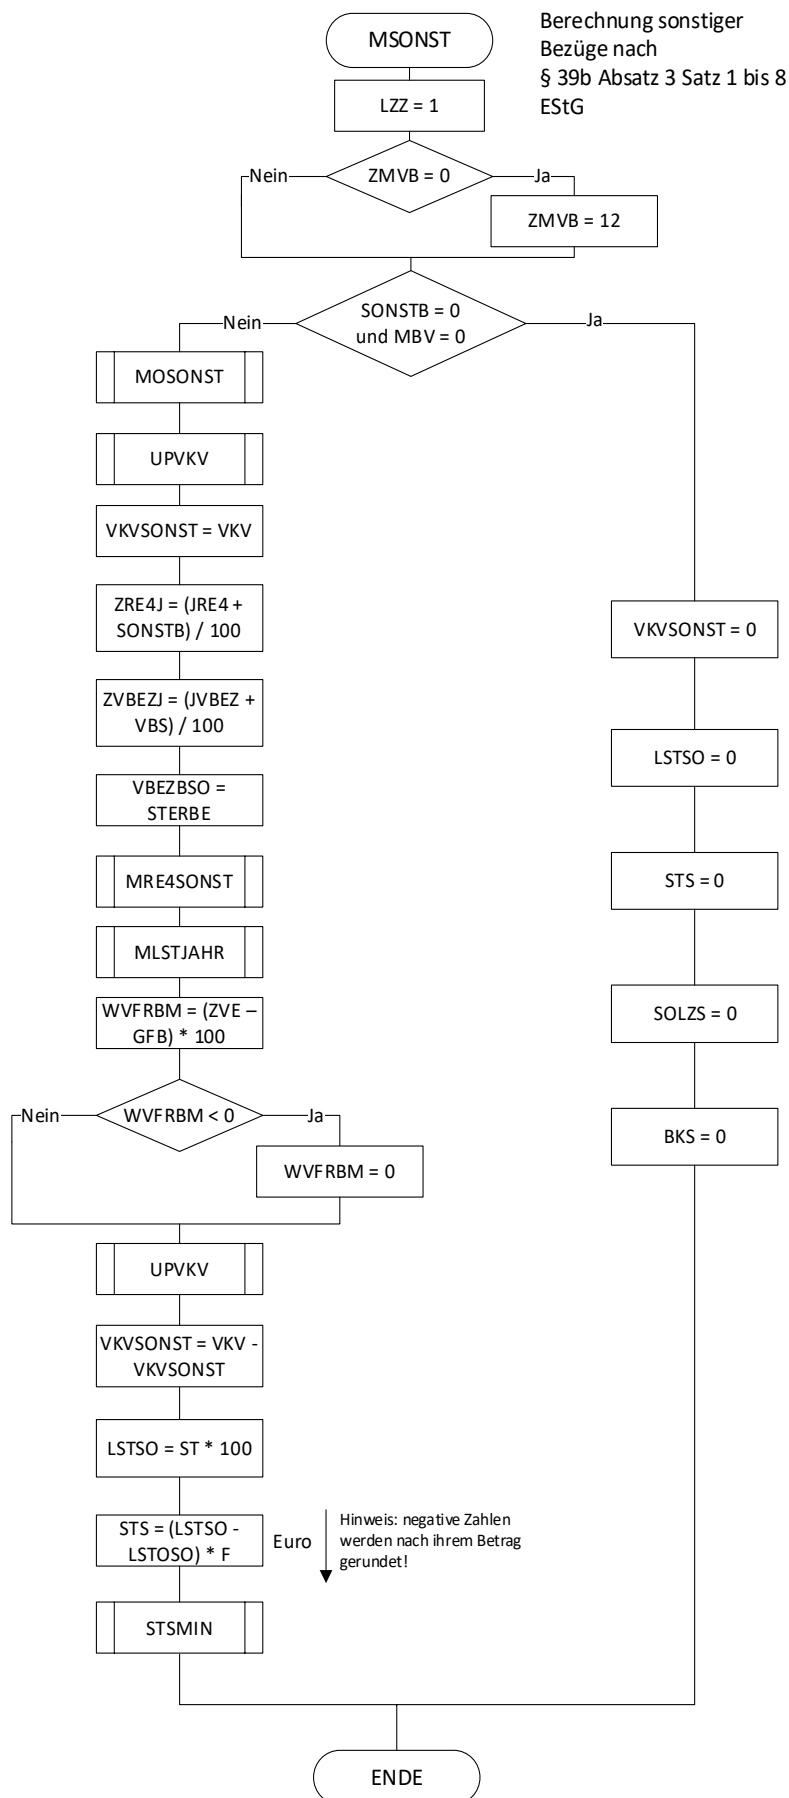 MSONST
Berechnung sonstiger
Bezüge nach
§ 39b Absatz 3 Satz 1 bis 8
EStG
LZZ = 1
Nein
ZMVB = 0
Ja
ZMVB = 12
Nein
SONSTB = 0
und MBV = 0
Ja
MOSONST
UPVKV
VKVSONST = VKV
ZRE4J = (JRE4 +
SONSTB) / 100
ZVBEZJ = (JVBEZ +
VBS) / 100
VBEZBSO =
STERBE
MRE4SONST
MLSTJAHR
WVFRBM = (ZVE –
GFB) * 100
Nein
WVFRBM < 0
Ja
WVFRBM = 0
UPVKV
VKVSONST = VKV -
VKVSONST
LSTSO = ST * 100
STS = (LSTSO -
LSTOSO) * F
Euro
Hinweis: negative Zahlen
werden nach ihrem Betrag
gerundet!
STSMIN
VKVSONST = 0
LSTSO = 0
STS = 0
SOLZS = 0
BKS = 0
ENDE